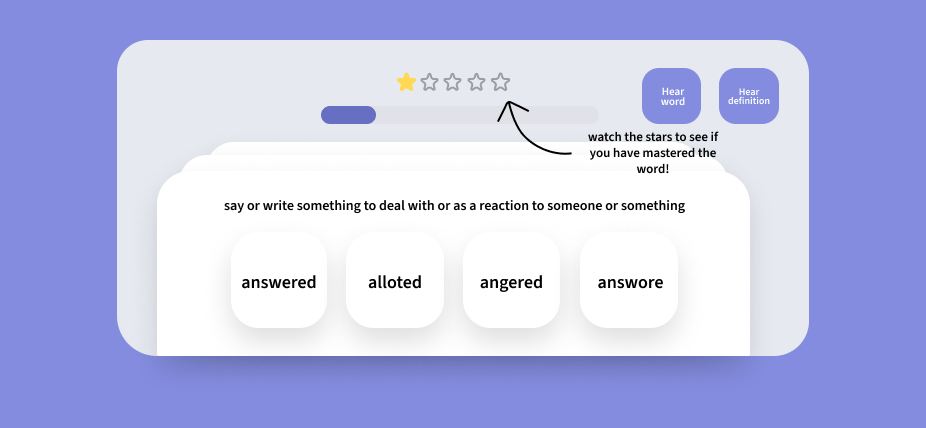 Hear
word
Hear
definition
watch the stars to see if
you have mastered the
word!
say or write something to deal with or as a reaction to someone or something
answered
alloted
angered
answore